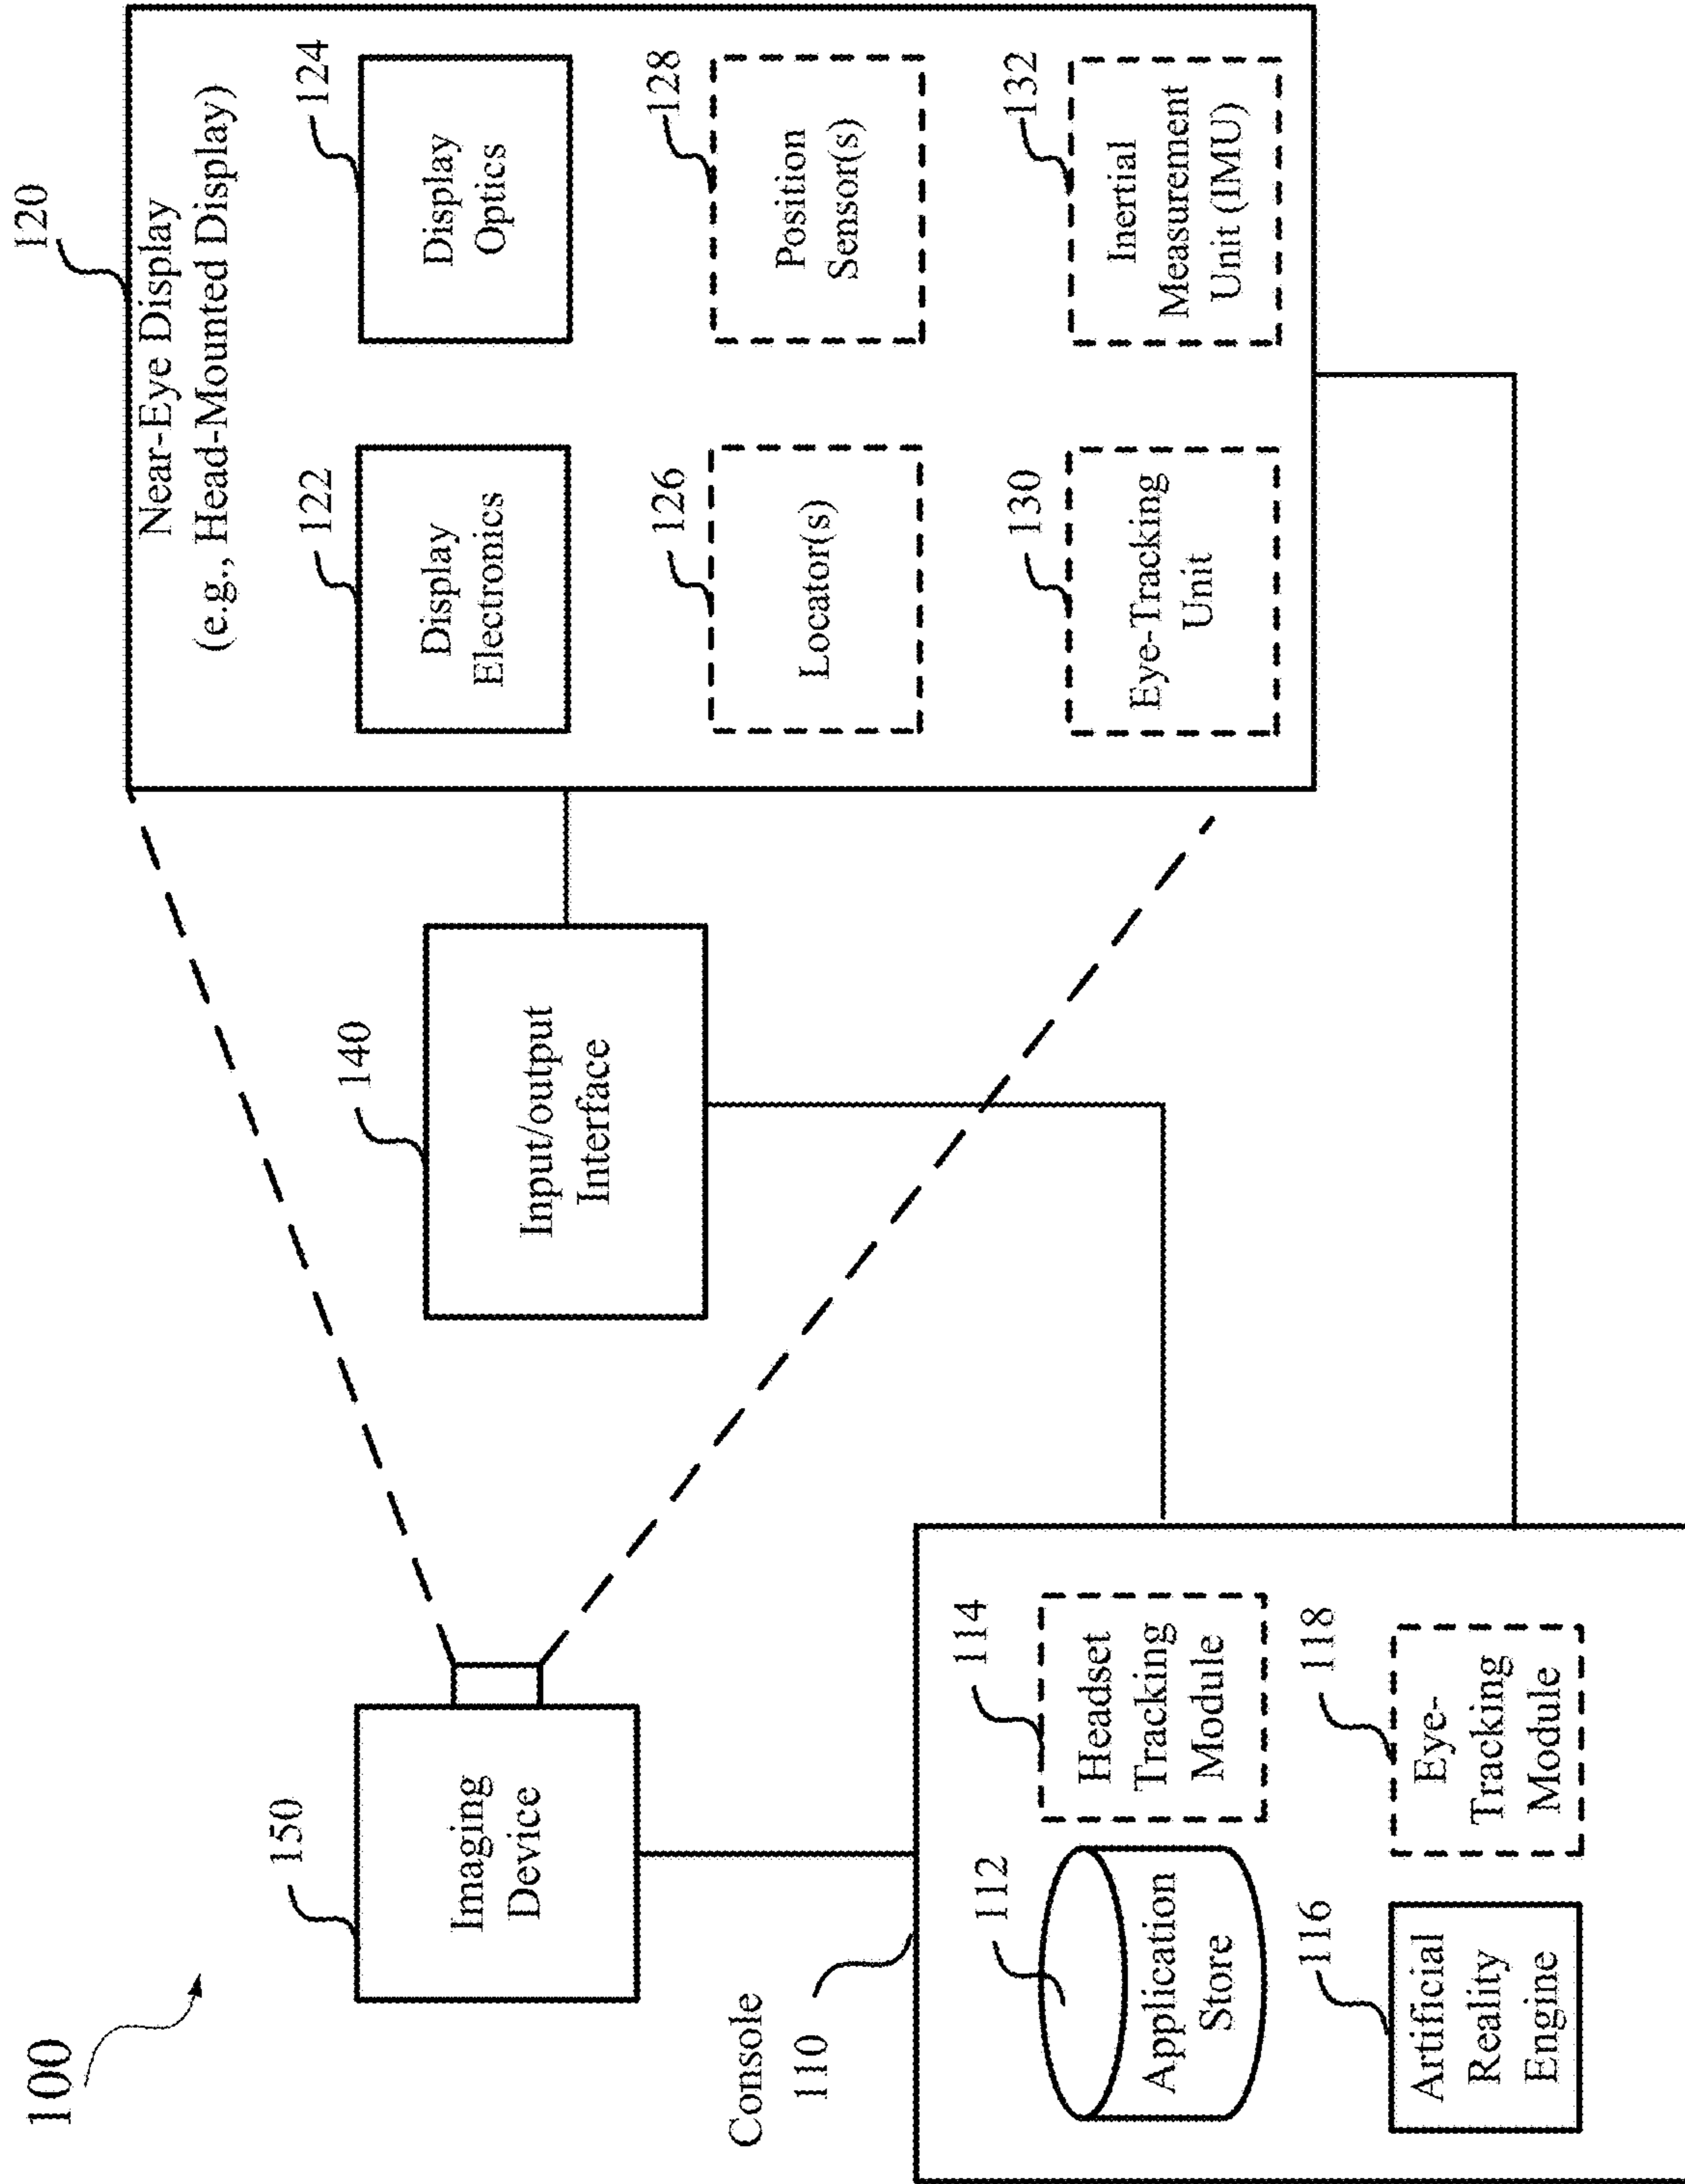 100
150
Imaging
Device
140
Input/output
Interface
120
Near-Eye Display
(e.g., Head-Mounted Display)
122
Display
Electronics
124
Display
Optics
126
Locator(s)
128
Position
Sensor(s)
130
Eye-Tracking
Unit
132
Inertial
Measurement
Unit (IMU)
Console
110
112
Application
Store
114
Headset
Tracking
Module
116
Artificial
Reality
Engine
118
Eye-
Tracking
Module